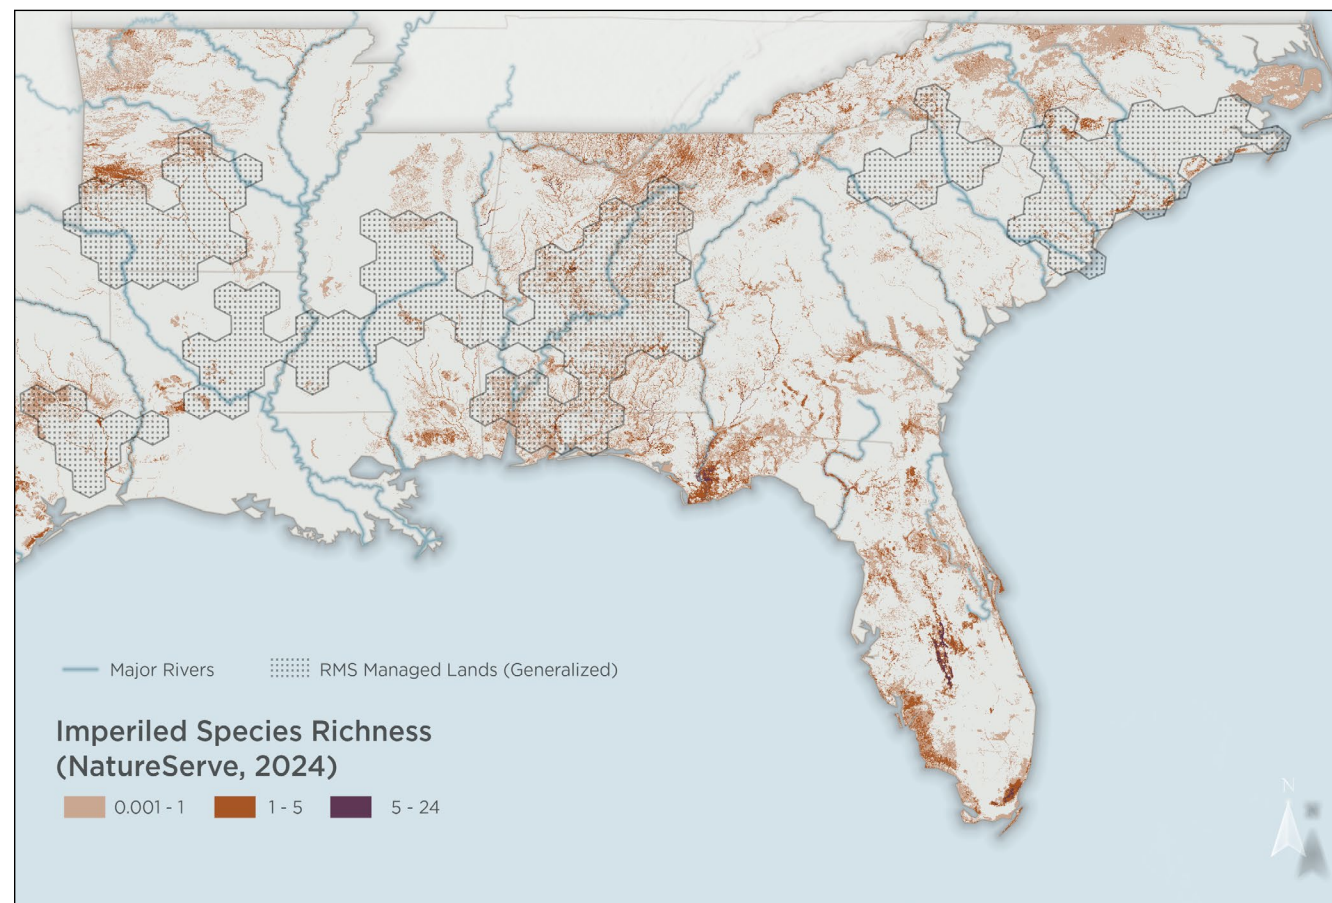 Major Rivers
RMS Managed Lands (Generalized)
Imperiled Species Richness
(NatureServe, 2024)
0.001 - 1
1 - 5
5 - 24
N